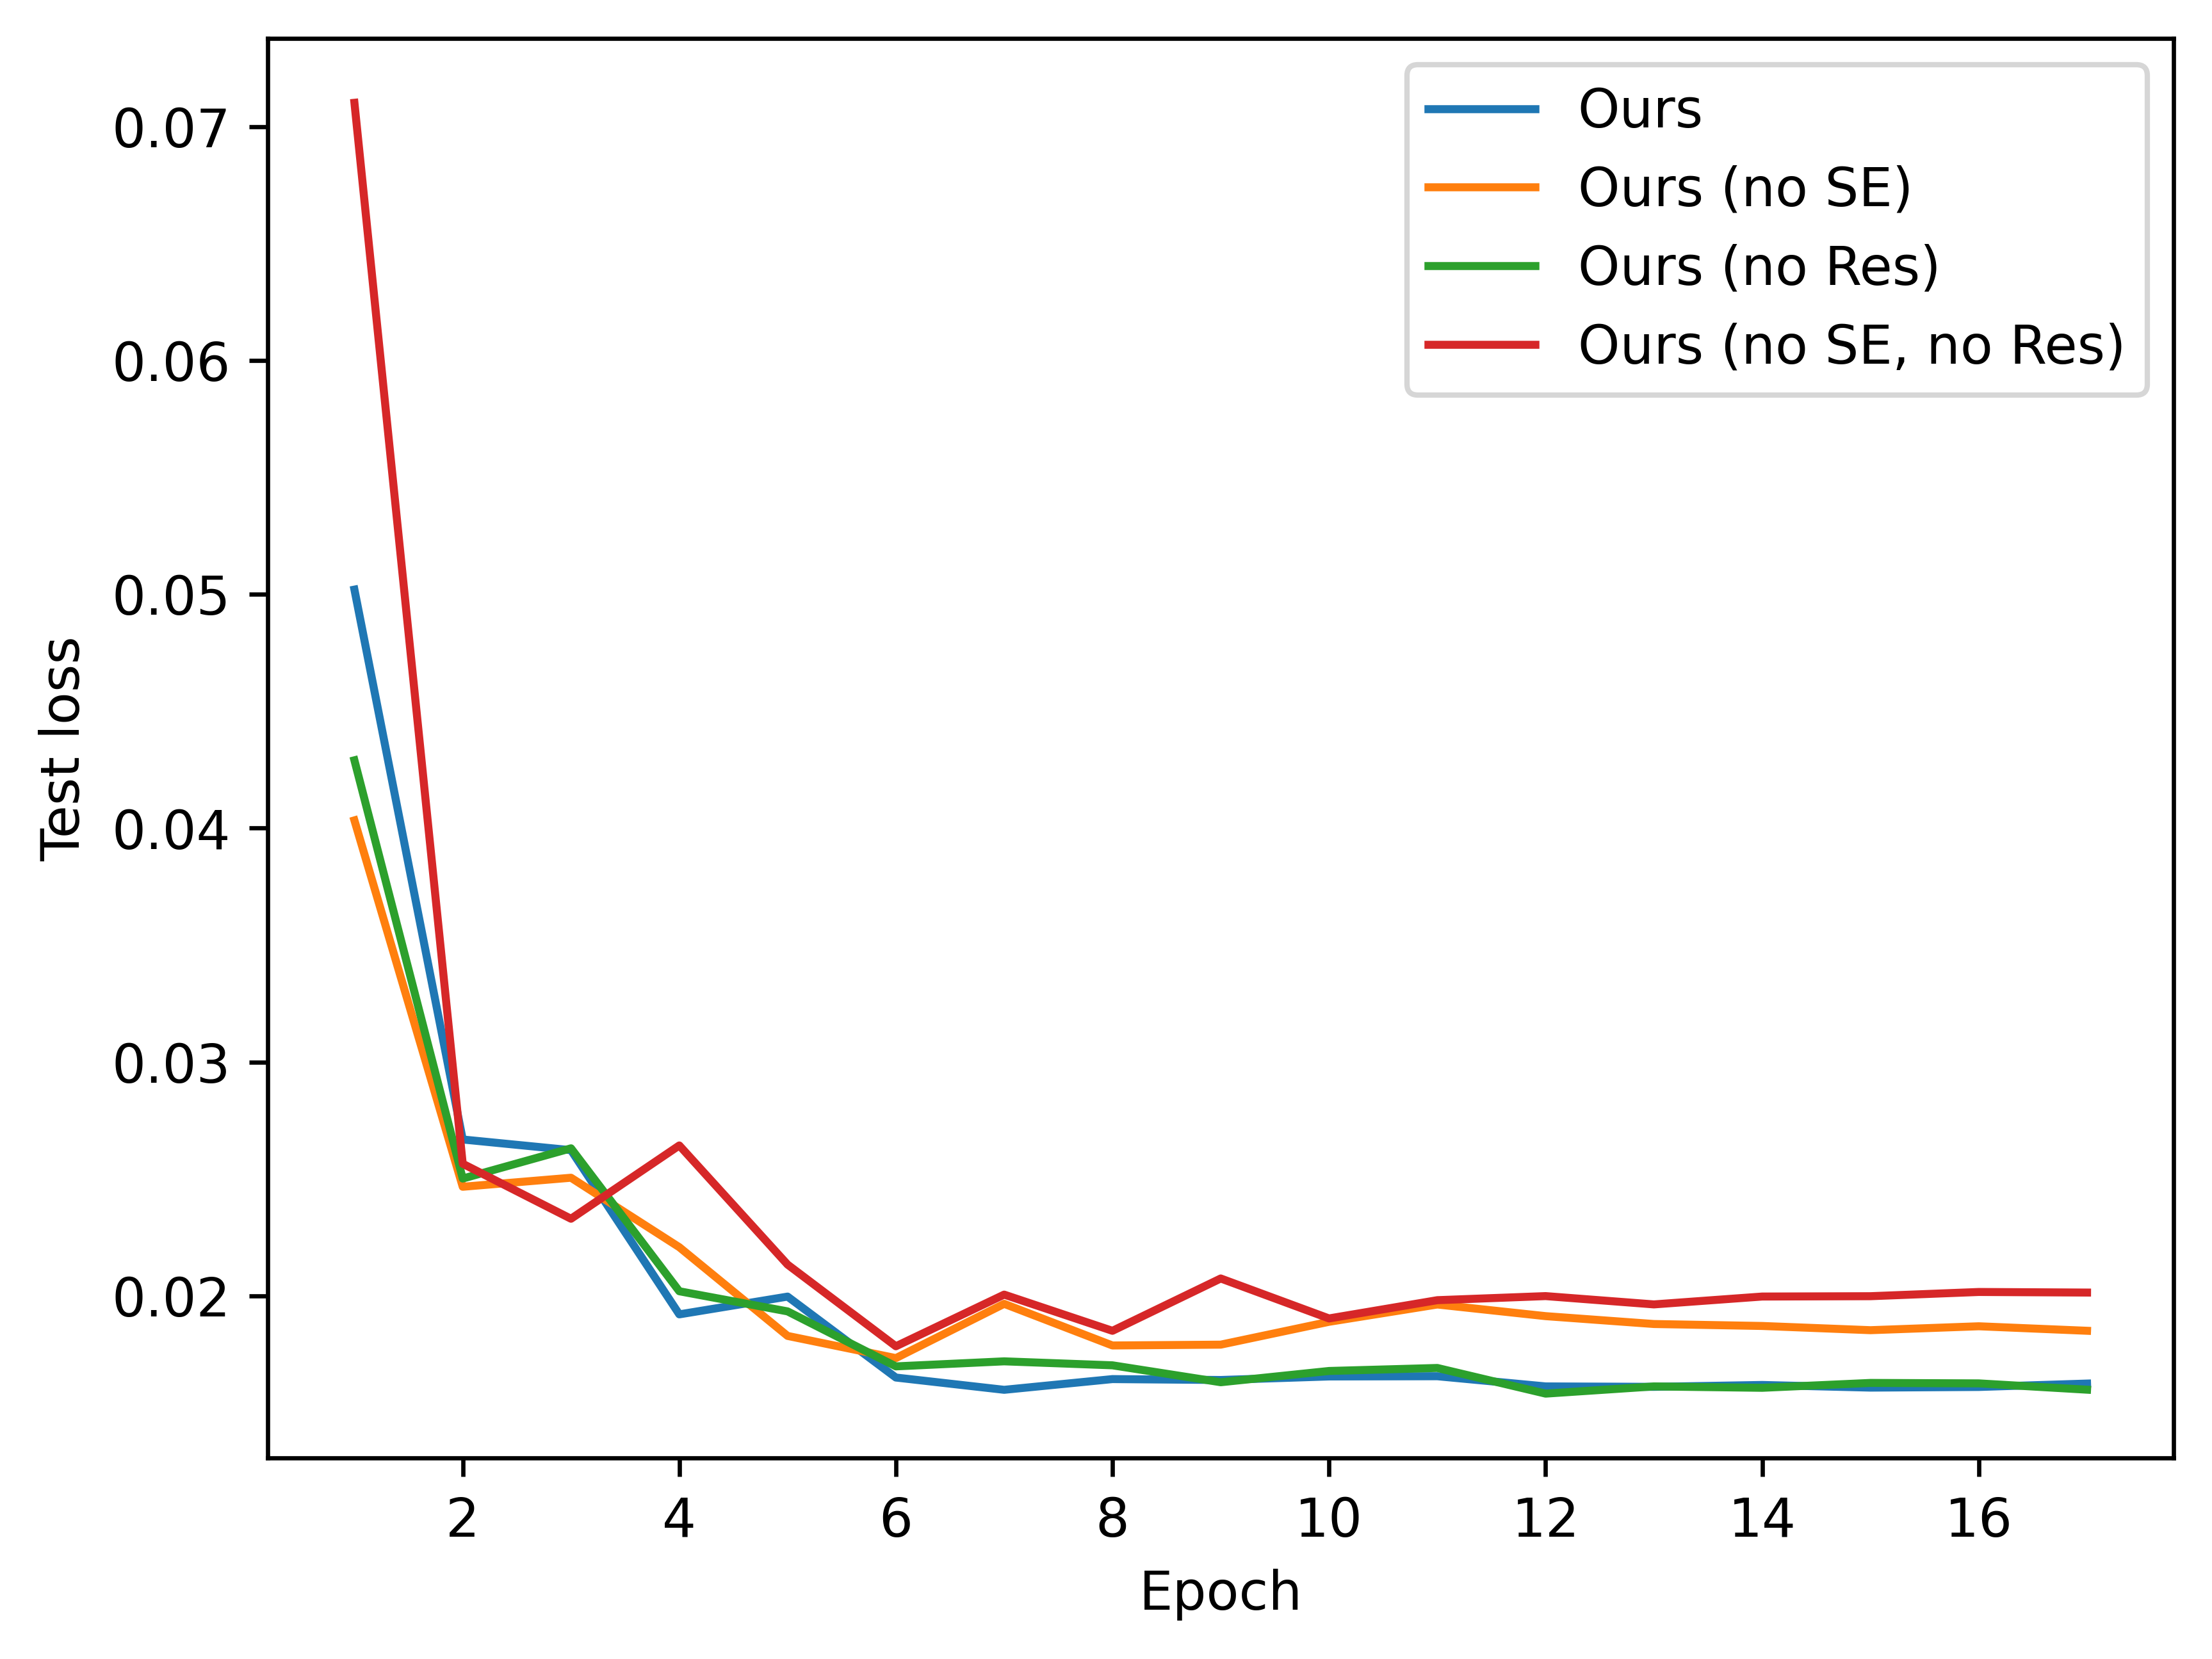 Ours
Ours (no SE)
Ours (no Res)
Ours (no SE, no Res)
0.07
0.06
0.05
0.04
0.03
0.02
Test loss
2 4 6 8 10 12 14 16
Epoch